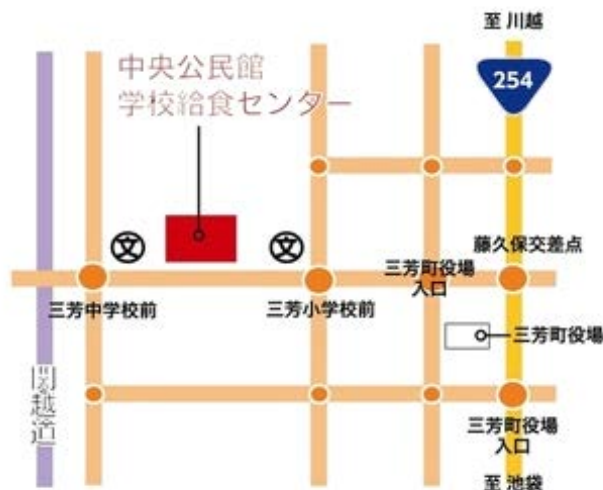 至 川越
254
中央公民館
学校給食センター
文
文
藤久保交差点
三芳町役場
入口
三芳中学校前
三芳小学校前
三芳町役場
関越道
三芳町役場
入口
至 池袋